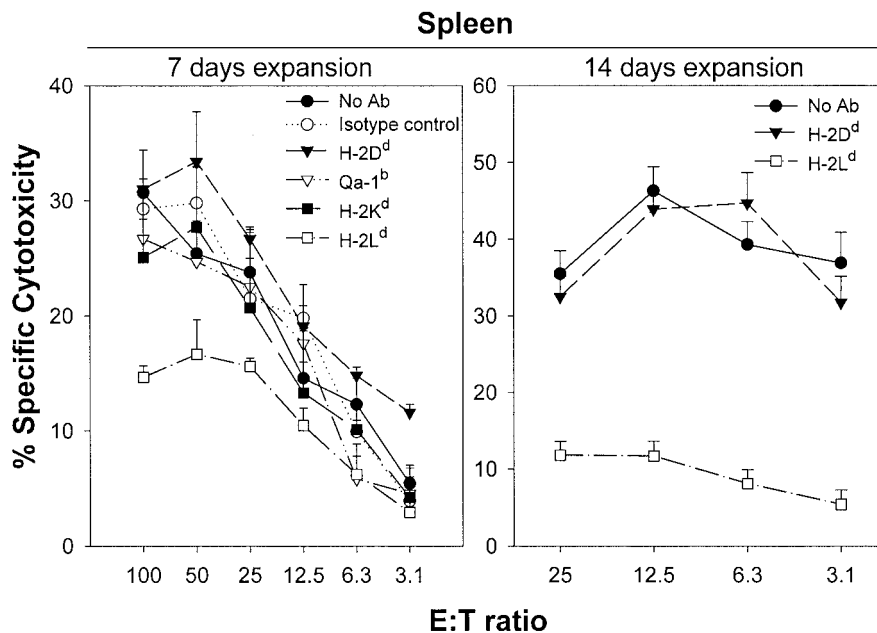 Spleen
7 days expansion
14 days expansion
% Specific Cytotoxicity
40
30
20
10
0
No Ab
Isotype control
H-2Dᵈ
Qa-1ᵇ
H-2Kᵈ
H-2Lᵈ
100 50 25 12.5 6.3 3.1
60
50
40
30
20
10
0
No Ab
H-2Dᵈ
H-2Lᵈ
25 12.5 6.3 3.1
E:T ratio